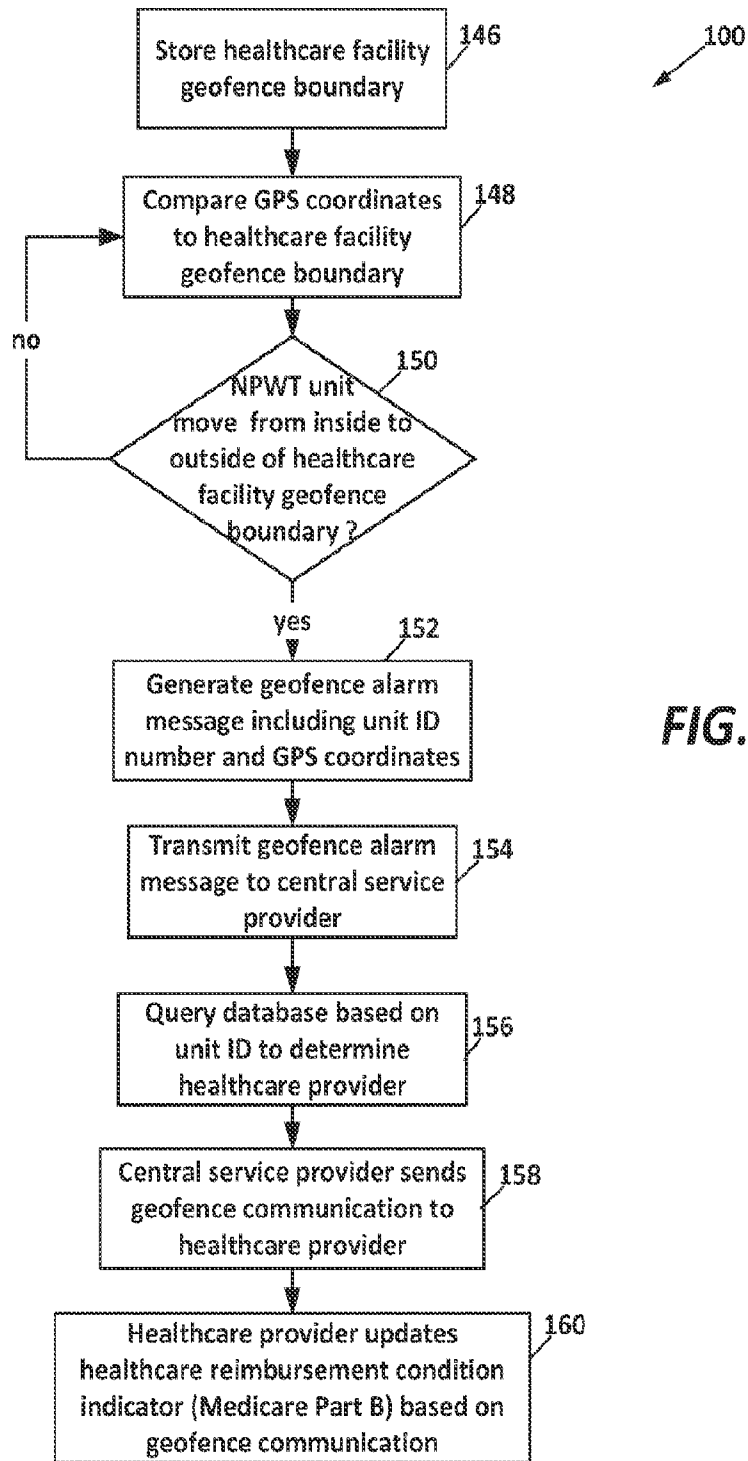 146
Store healthcare facility
geofence boundary
100
148
Compare GPS coordinates
to healthcare facility
geofence boundary
no
150
NPWT unit
move from inside to
outside of healthcare
facility geofence
boundary ?
yes
152
Generate geofence alarm
message including unit ID
number and GPS coordinates
FIG.
154
Transmit geofence alarm
message to central service
provider
156
Query database based on
unit ID to determine
healthcare provider
158
Central service provider sends
geofence communication to
healthcare provider
160
Healthcare provider updates
healthcare reimbursement condition
indicator (Medicare Part B) based on
geofence communication